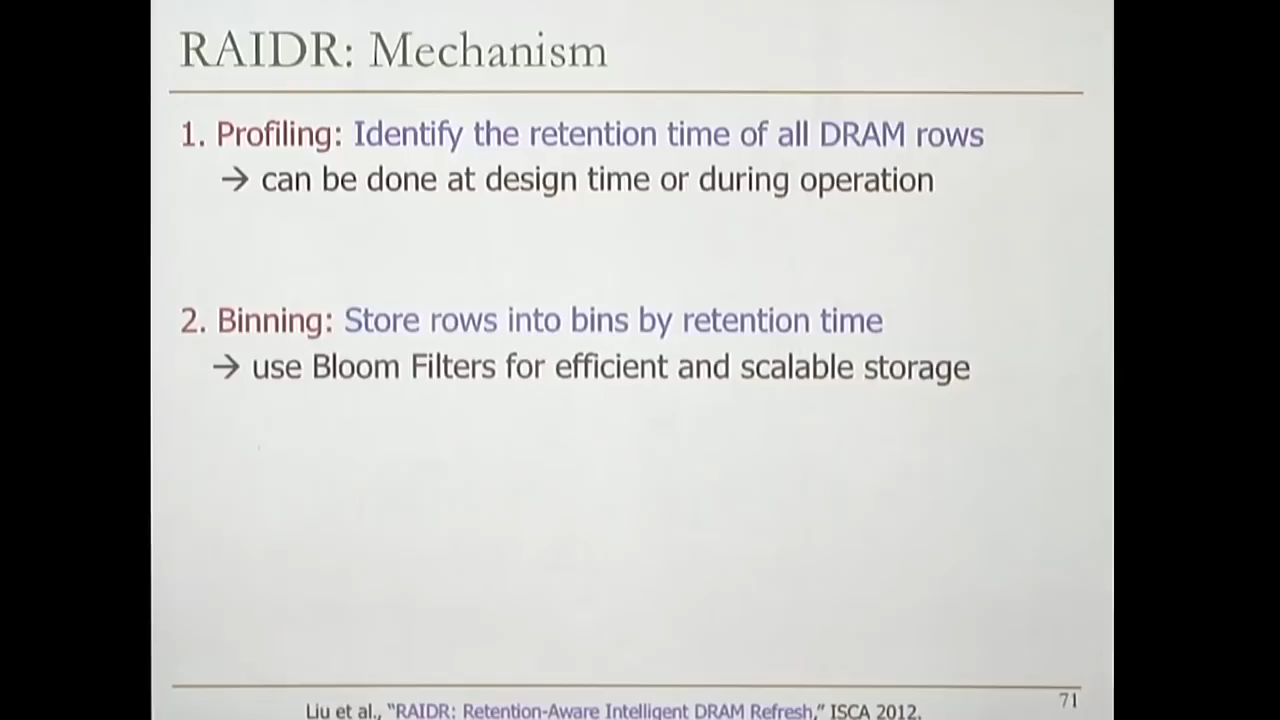 RAIDR: Mechanism
1. Profiling: Identify the retention time of all DRAM rows
→ can be done at design time or during operation
2. Binning: Store rows into bins by retention time
→ use Bloom Filters for efficient and scalable storage
71
Liu et al., “RAIDR: Retention-Aware Intelligent DRAM Refresh,” ISCA 2012.